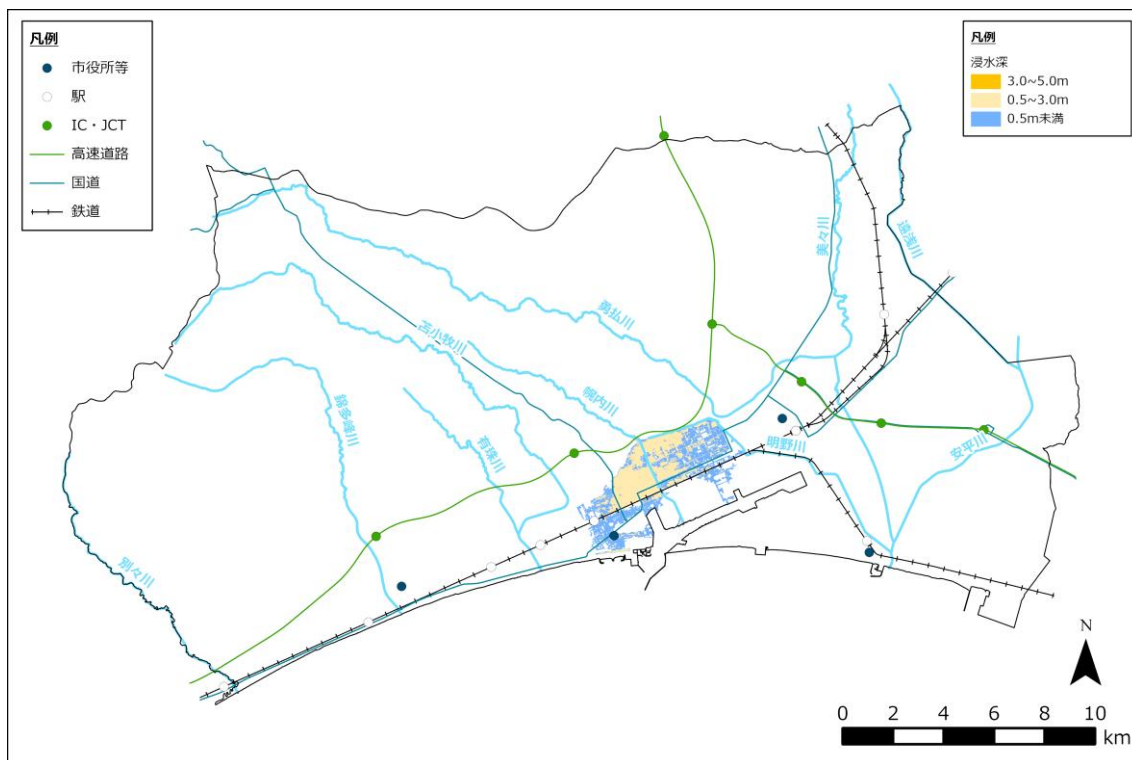 凡例
市役所等
駅
IC・JCT
高速道路
国道
鉄道
凡例
浸水深
3.0~5.0m
0.5~3.0m
0.5m未満
美々川
遠浅川
勇払川
苫小牧川
幌内川
錦多峰川
有珠川
明野川
安平川
別々川
N
0 2 4 6 8 10
km